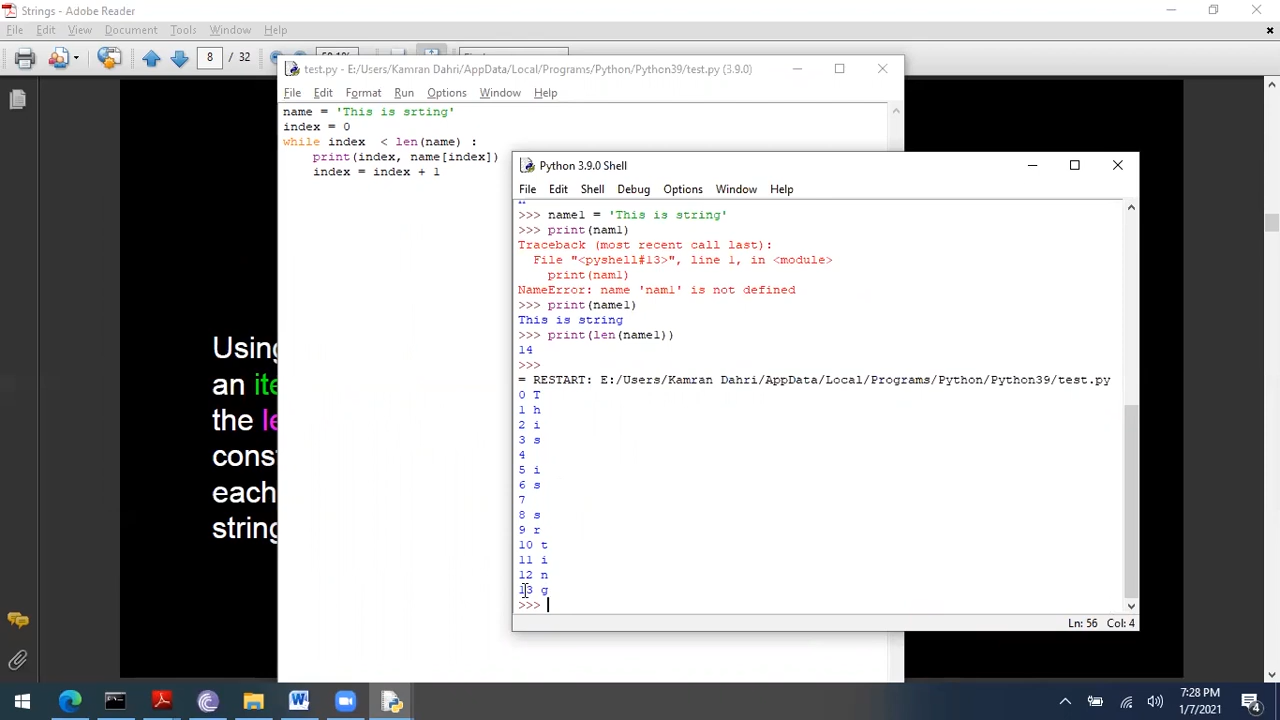 Strings - Adobe Reader
File Edit View Document Tools Window Help
8 / 32
test.py - E:/Users/Kamran Dahri/AppData/Local/Programs/Python/Python39/test.py (3.9.0)
File Edit Format Run Options Window Help
name = 'This is srting'
index = 0
while index  < len(name) :
    print(index, name[index])
    index = index + 1
Using
an ite
the le
cons
each
string
Python 3.9.0 Shell
File Edit Shell Debug Options Window Help
>>> name1 = 'This is string'
>>> print(nam1)
Traceback (most recent call last):
  File "<pyshell#13>", line 1, in <module>
    print(nam1)
NameError: name 'nam1' is not defined
>>> print(name1)
This is string
>>> print(len(name1))
14
>>>
= RESTART: E:/Users/Kamran Dahri/AppData/Local/Programs/Python/Python39/test.py
0 T
1 h
2 i
3 s
4
5 i
6 s
7
8 s
9 r
10 t
11 i
12 n
13 g
>>>
Ln: 56 Col: 4
7:28 PM
1/7/2021
4